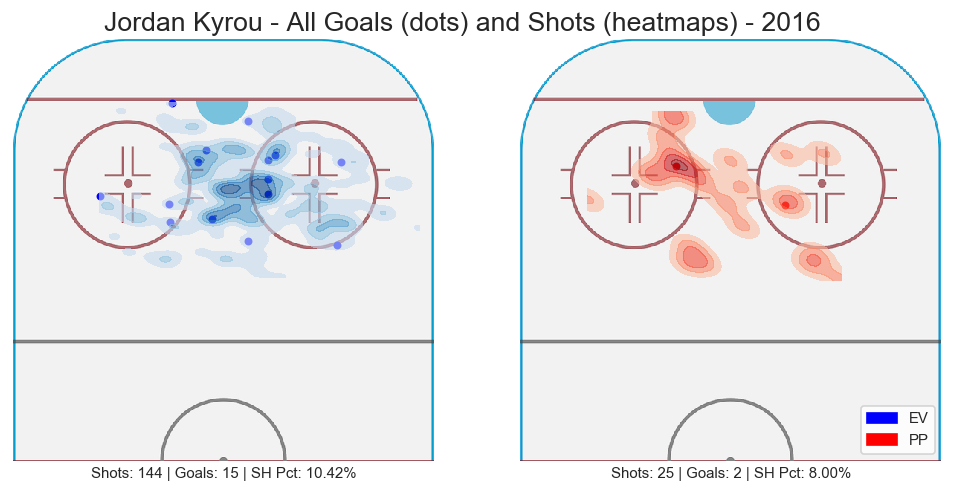 Jordan Kyrou - All Goals (dots) and Shots (heatmaps) - 2016
EV
PP
Shots: 144 | Goals: 15 | SH Pct: 10.42%
Shots: 25 | Goals: 2 | SH Pct: 8.00%